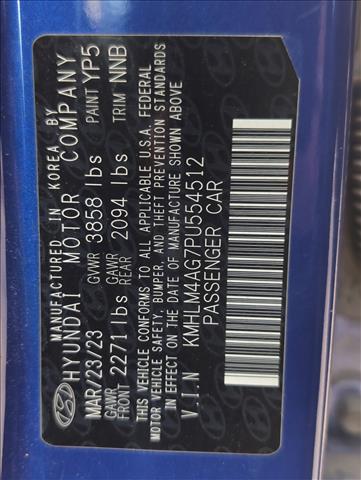 MANUFACTURED IN KOREA BY
HYUNDAI MOTOR COMPANY
MAR/23/23 GVWR 3858 lbs PAINT YP5
GAWR FRONT 2271 lbs GAWR REAR 2094 lbs TRIM NNB
THIS VEHICLE CONFORMS TO ALL APPLICABLE U.S.A. FEDERAL
MOTOR VEHICLE SAFETY, BUMPER, AND THEFT PREVENTION STANDARDS
IN EFFECT ON THE DATE OF MANUFACTURE SHOWN ABOVE
V.I.N KMHLM4AG7PU554512
PASSENGER CAR